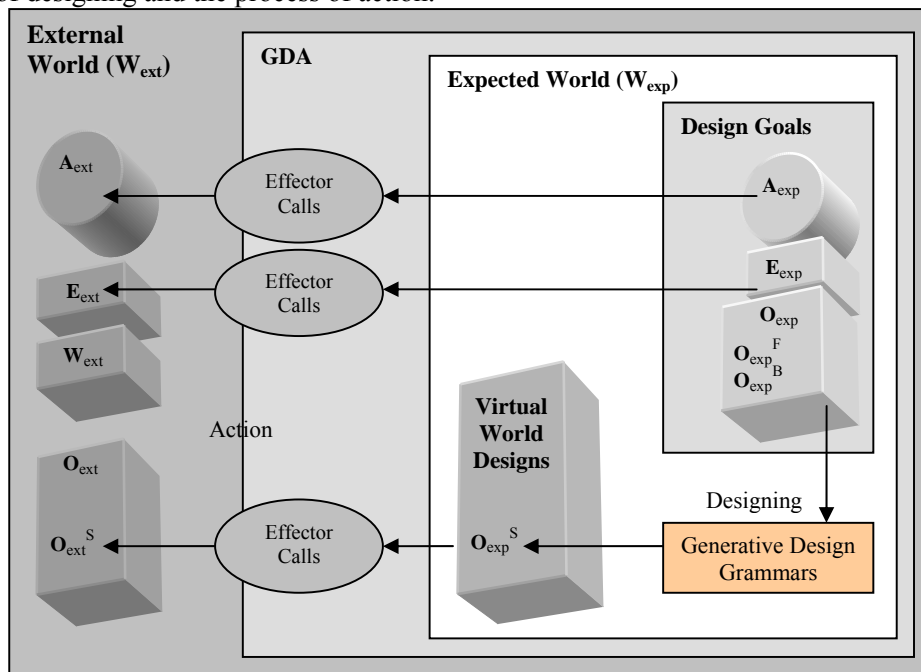 of designing and the process of action.
External
World (Wext)
GDA
Expected World (Wexp)
Design Goals
Aext
Effector
Calls
Aexp
Eext
Effector
Calls
Eexp
Wext
Oexp
OexpF
OexpB
Virtual
World
Designs
Action
Oext
Designing
OextS
Effector
Calls
OexpS
Generative Design
Grammars